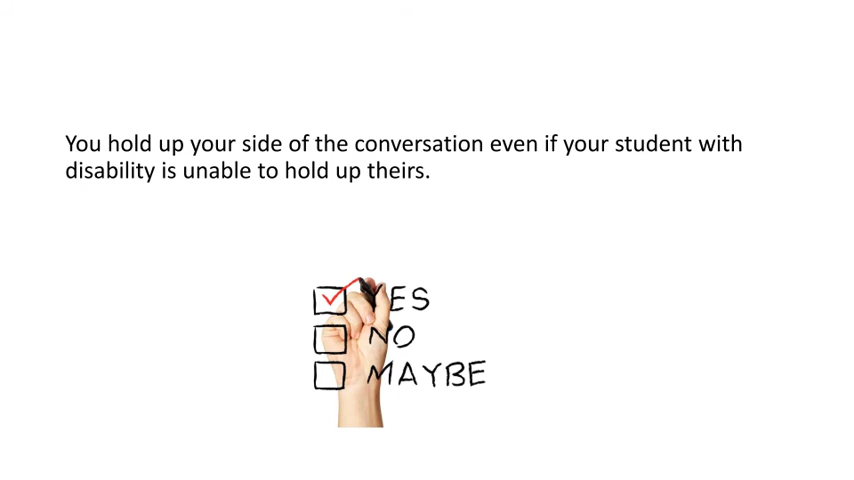 You hold up your side of the conversation even if your student with
disability is unable to hold up theirs.
YES
NO
MAYBE